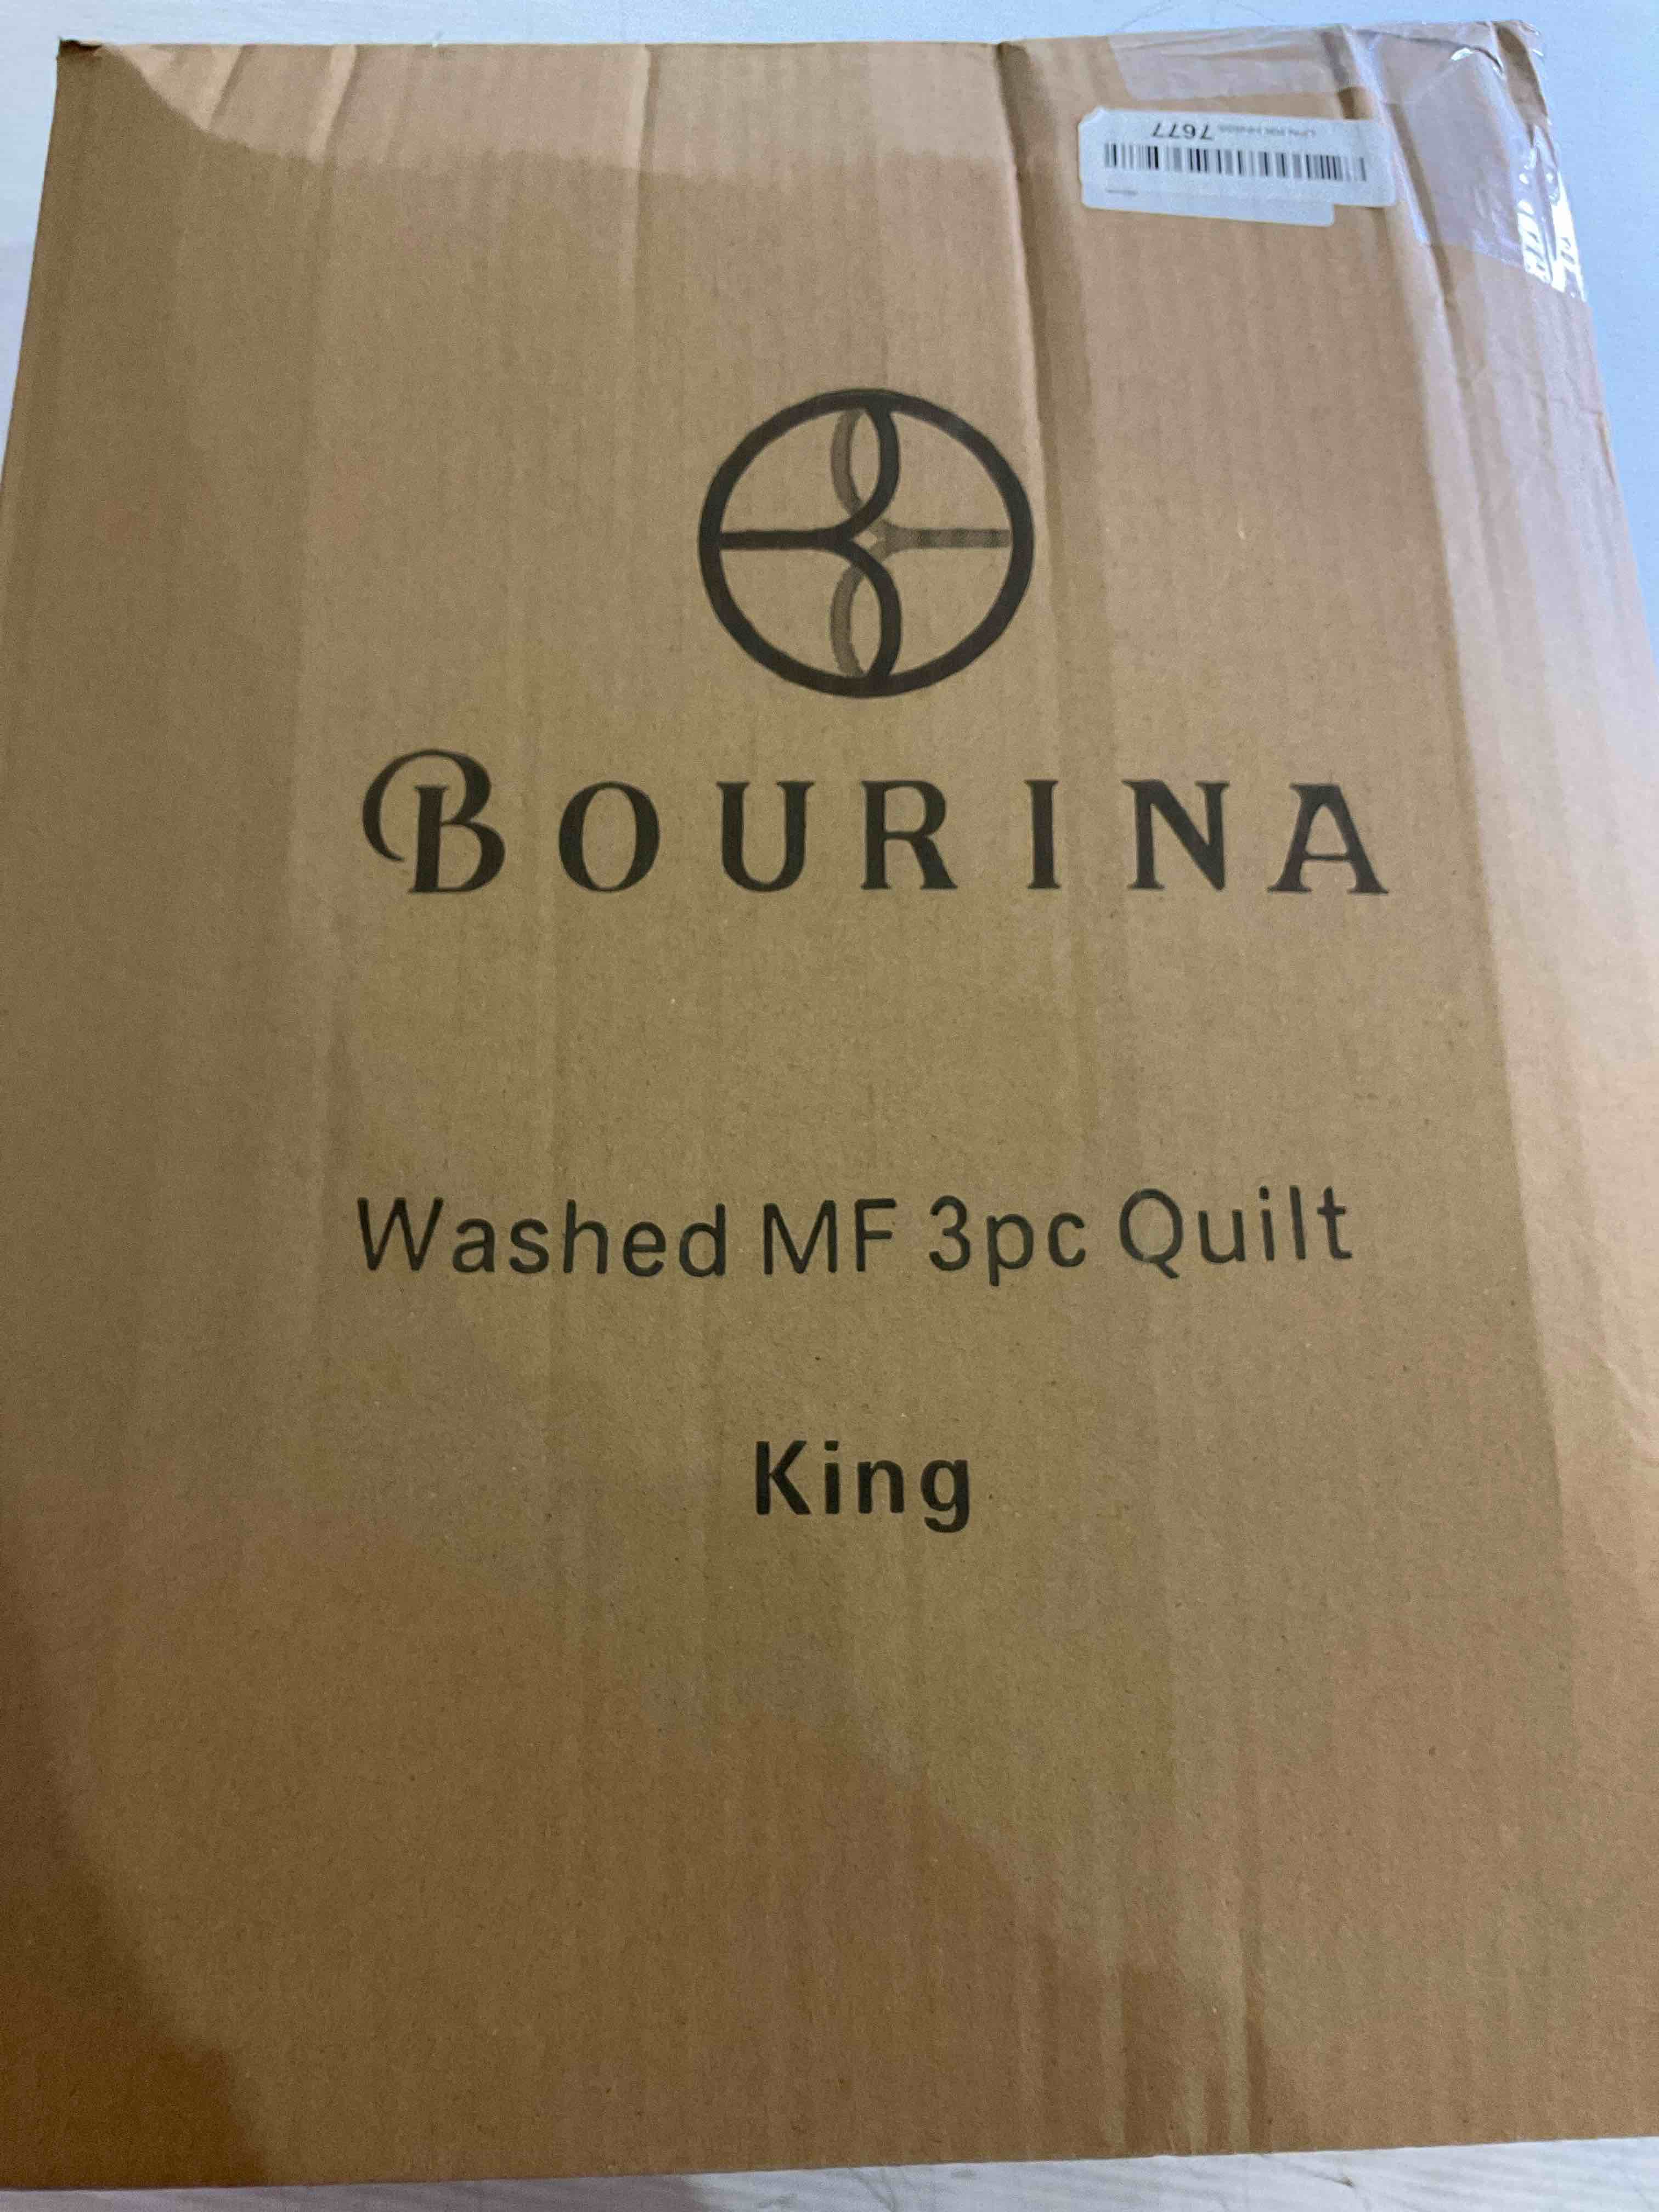 7677
BOURINA
Washed MF 3pc Quilt
King